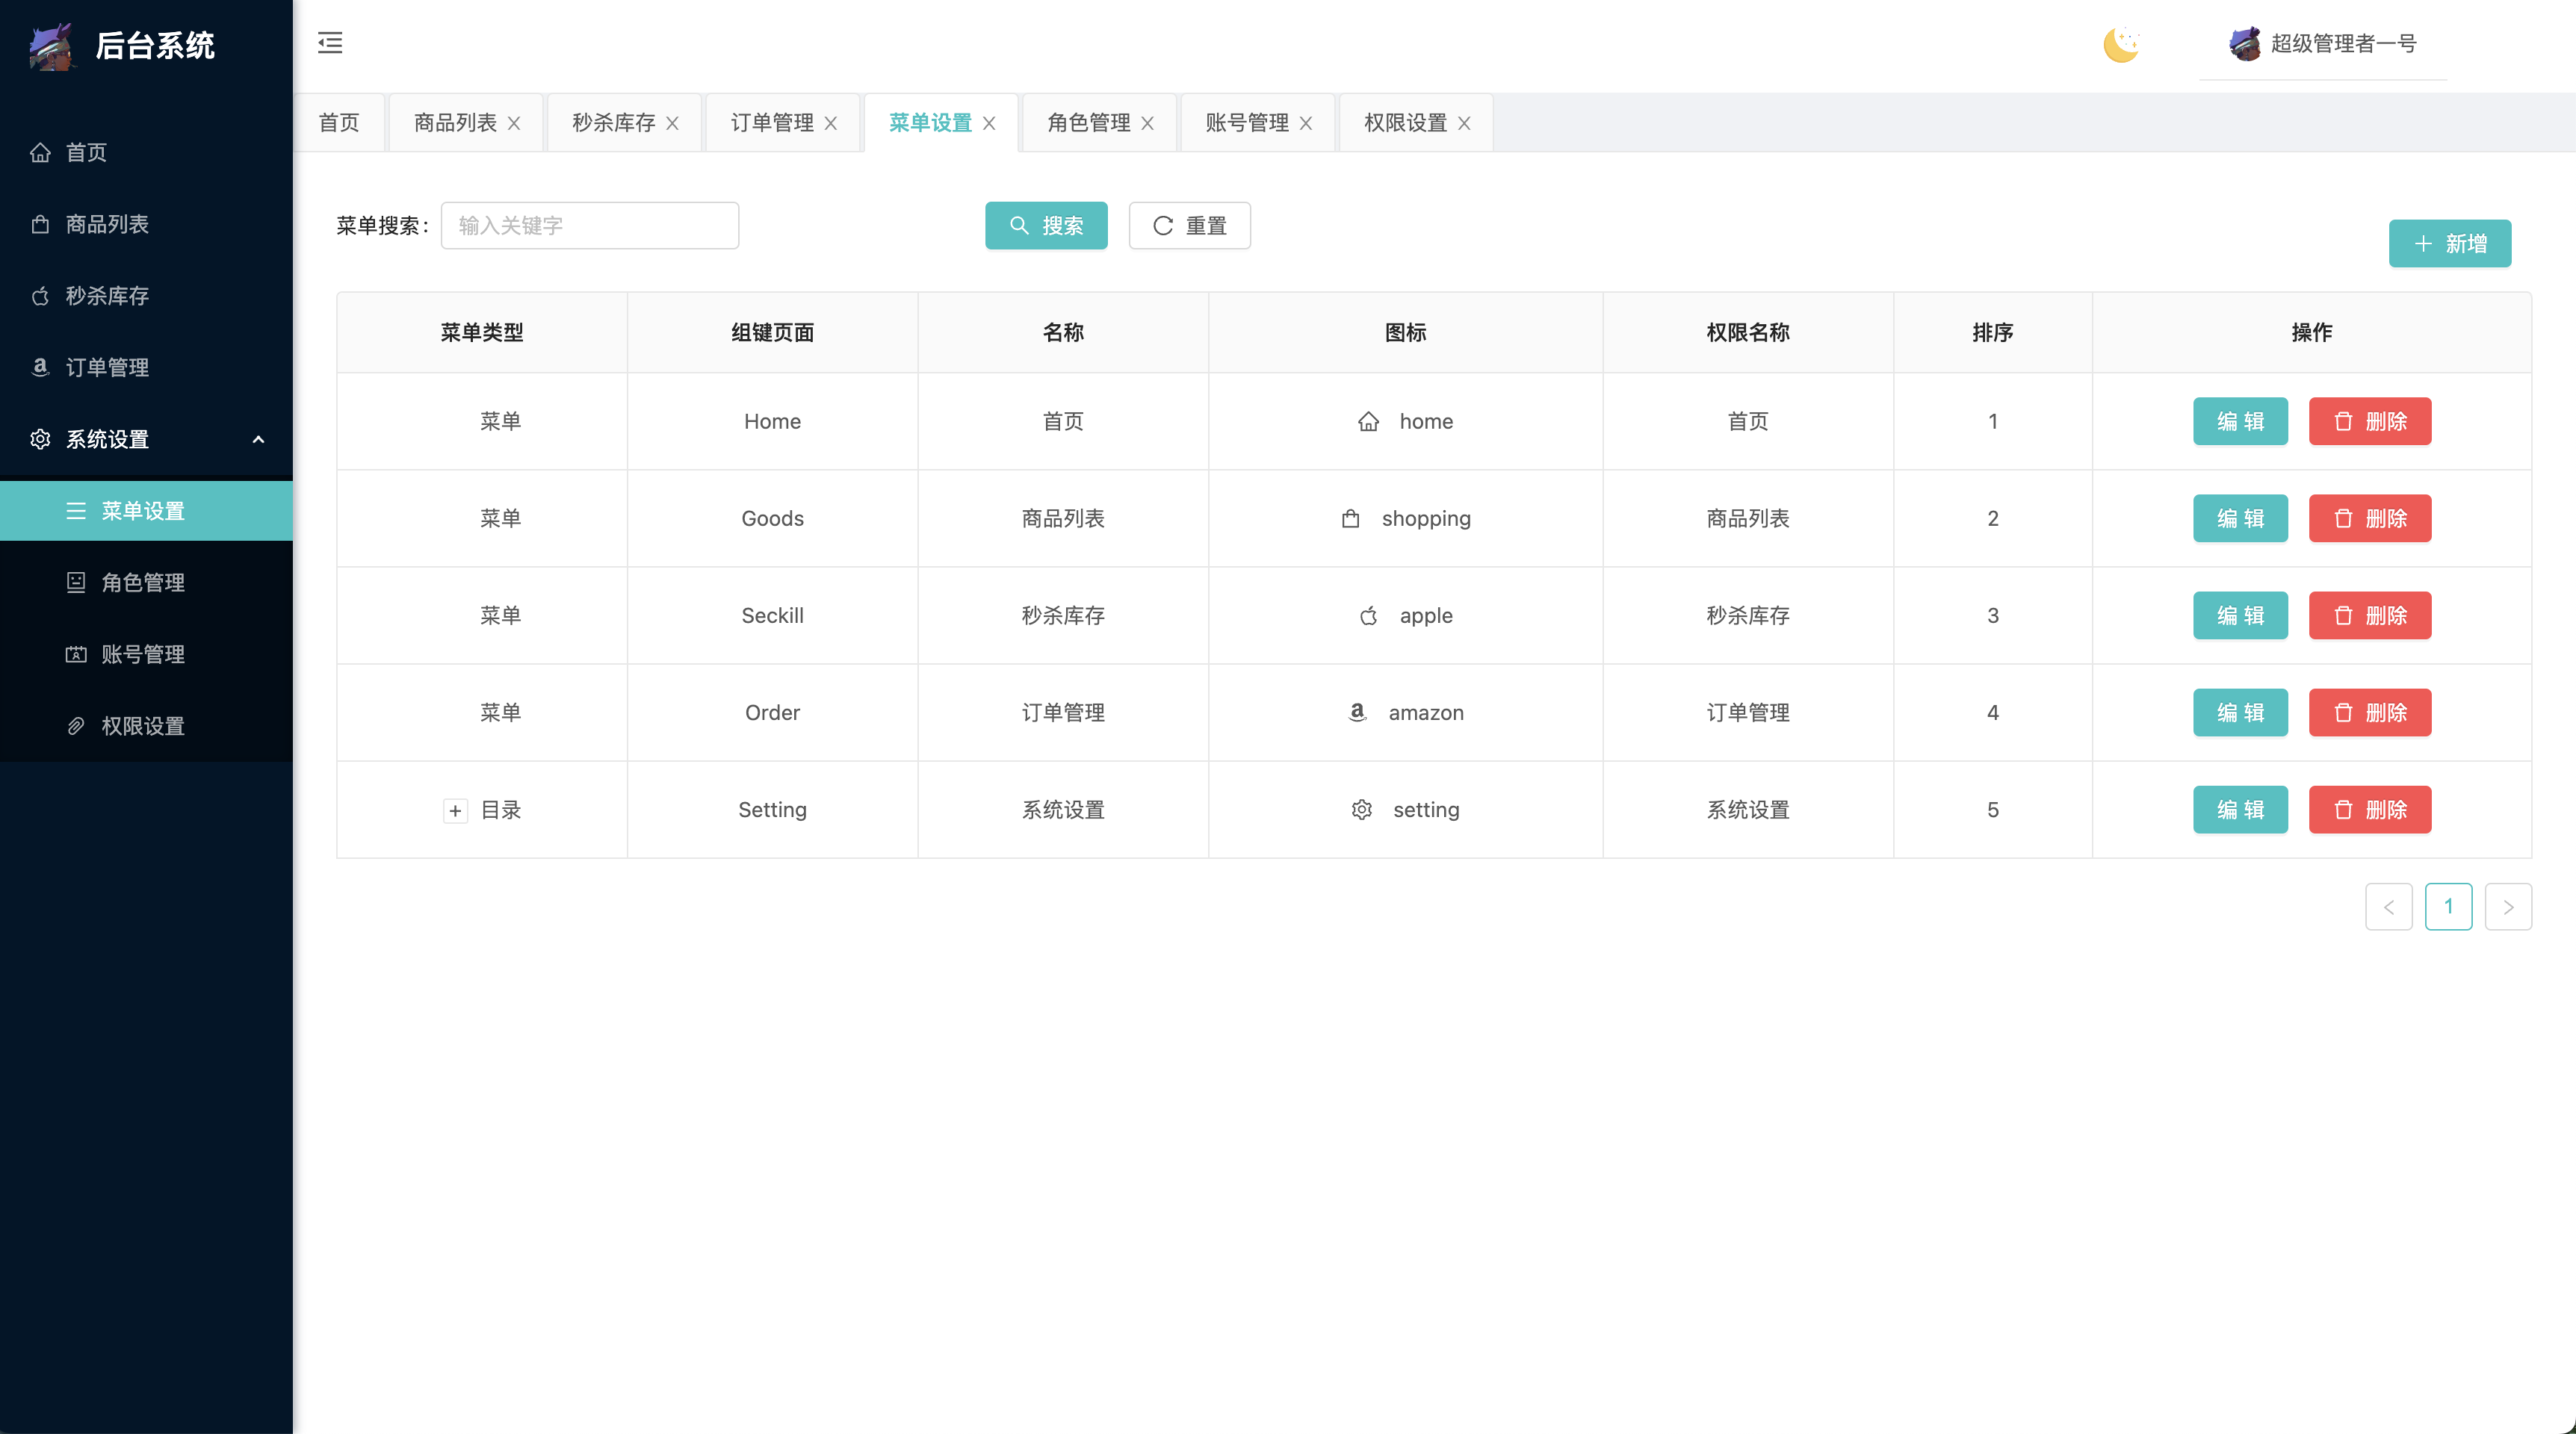 后台系统
超级管理者一号
首页 商品列表 秒杀库存 订单管理 菜单设置 角色管理 账号管理 权限设置
首页
商品列表
秒杀库存
订单管理
系统设置
菜单设置
角色管理
账号管理
权限设置
菜单搜索: 输入关键字 搜索 重置
新增
菜单类型 组键页面 名称 图标 权限名称 排序 操作
菜单 Home 首页 home 首页 1 编 辑 删除
菜单 Goods 商品列表 shopping 商品列表 2 编 辑 删除
菜单 Seckill 秒杀库存 apple 秒杀库存 3 编 辑 删除
菜单 Order 订单管理 amazon 订单管理 4 编 辑 删除
目录 Setting 系统设置 setting 系统设置 5 编 辑 删除
1